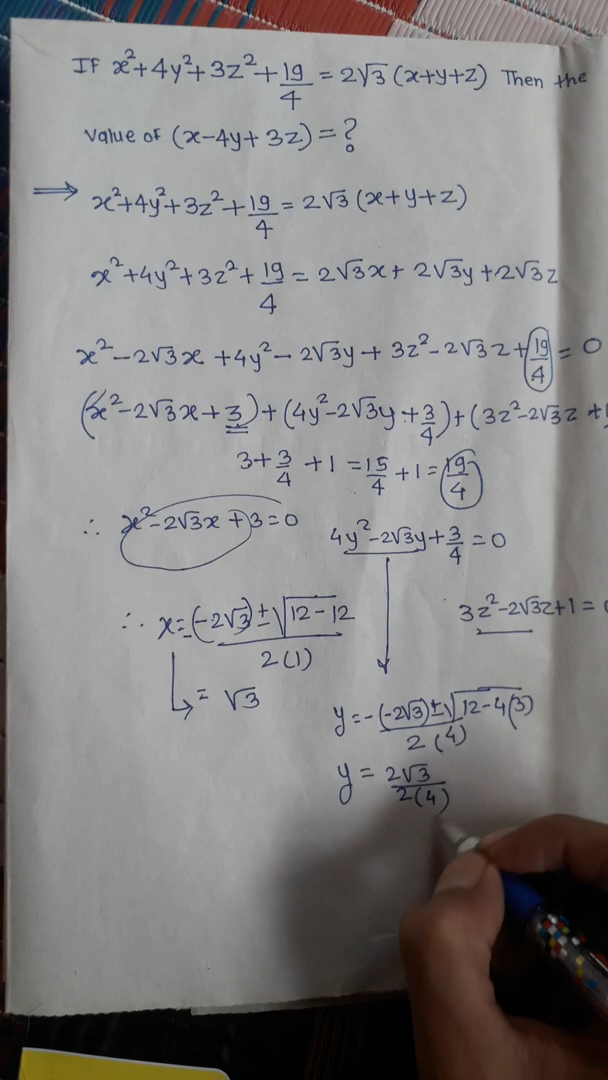 If x²+4y²+3z²+19/4 = 2√3 (x+y+z) Then the
value of (x-4y+3z) = ?
⟹ x²+4y²+3z²+19/4 = 2√3 (x+y+z)
x²+4y²+3z²+19/4 = 2√3x + 2√3y + 2√3z
x²-2√3x + 4y²-2√3y + 3z²-2√3z + 19/4 = 0
(x²-2√3x+3)+(4y²-2√3y+3/4)+(3z²-2√3z +
3+3/4+1 = 15/4+1 = 19/4
∴ x²-2√3x+3=0 4y²-2√3y+3/4=0
3z²-2√3z+1=
∴ x=-(-2√3)±√12-12/2(1)
= √3
y=-(-2√3)±√12-4(3)/2(4)
y = 2√3/2(4)